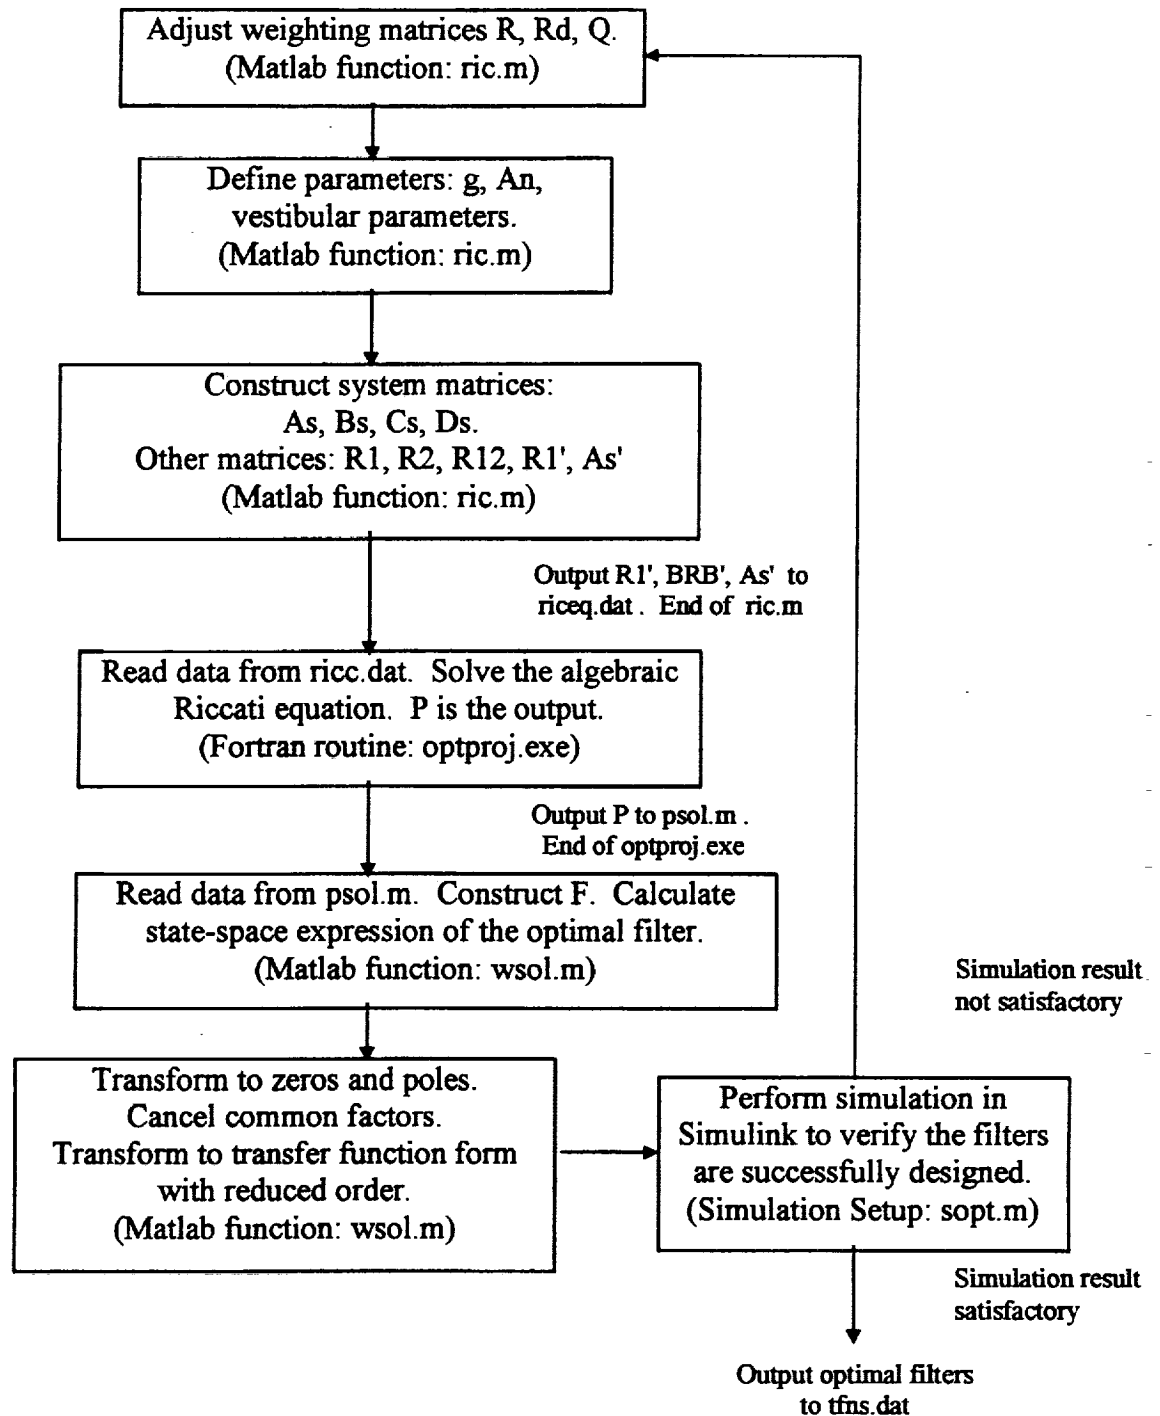 Adjust weighting matrices R, Rd, Q.
(Matlab function: ric.m)
Define parameters: g, An,
vestibular parameters.
(Matlab function: ric.m)
Construct system matrices:
As, Bs, Cs, Ds.
Other matrices: R1, R2, R12, R1', As'
(Matlab function: ric.m)
Output R1', BRB', As' to
riceq.dat . End of ric.m
Read data from ricc.dat. Solve the algebraic
Riccati equation. P is the output.
(Fortran routine: optproj.exe)
Output P to psol.m .
End of optproj.exe
Read data from psol.m. Construct F. Calculate
state-space expression of the optimal filter.
(Matlab function: wsol.m)
Simulation result
not satisfactory
Transform to zeros and poles.
Cancel common factors.
Transform to transfer function form
with reduced order.
(Matlab function: wsol.m)
Perform simulation in
Simulink to verify the filters
are successfully designed.
(Simulation Setup: sopt.m)
Simulation result
satisfactory
Output optimal filters
to tfns.dat